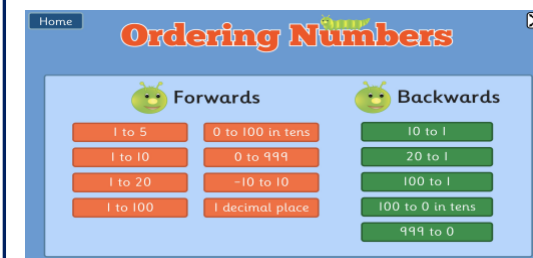 Home
Ordering Numbers
Forwards
1 to 5
0 to 100 in tens
1 to 10
0 to 999
1 to 20
-10 to 10
1 to 100
1 decimal place
Backwards
10 to 1
20 to 1
100 to 1
100 to 0 in tens
999 to 0